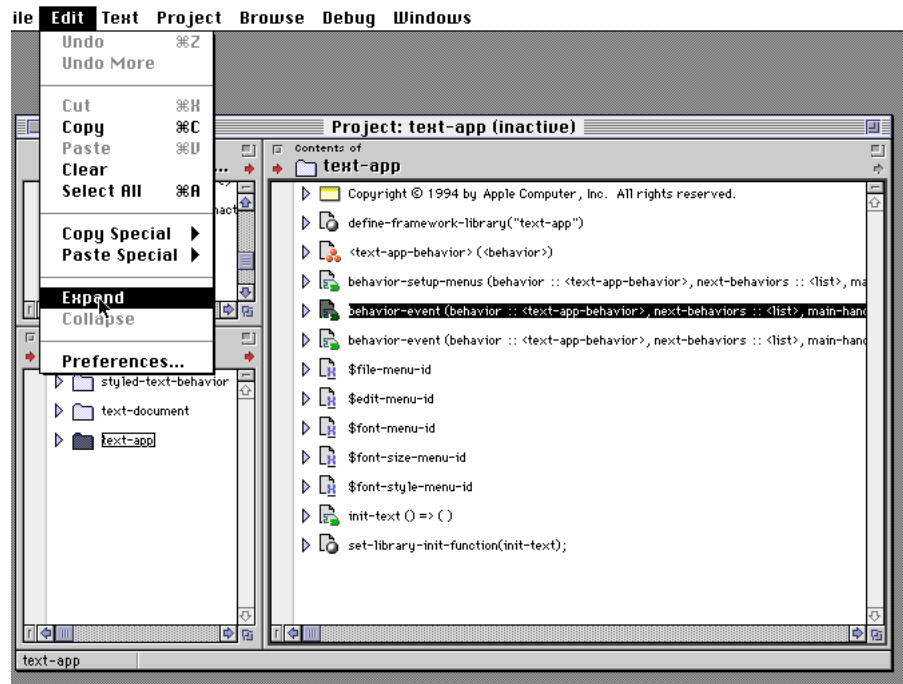 ile Edit Text Project Browse Debug Windows
Undo ⌘Z
Undo More
Cut ⌘X
Copy ⌘C
Paste ⌘V
Clear
Select All ⌘A
Copy Special
Paste Special
Expand
Collapse
Preferences...
Project: text-app (inactive)
...
Contents of
text-app
Copyright © 1994 by Apple Computer, Inc. All rights reserved.
define-framework-library("text-app")
<text-app-behavior> (<behavior>)
behavior-setup-menus (behavior :: <text-app-behavior>, next-behaviors :: <list>, ma
behavior-event (behavior :: <text-app-behavior>, next-behaviors :: <list>, main-hand
behavior-event (behavior :: <text-app-behavior>, next-behaviors :: <list>, main-hand
$file-menu-id
$edit-menu-id
$font-menu-id
$font-size-menu-id
$font-style-menu-id
init-text () => ( )
set-library-init-function(init-text);
styled-text-behavior
text-document
text-app
text-app